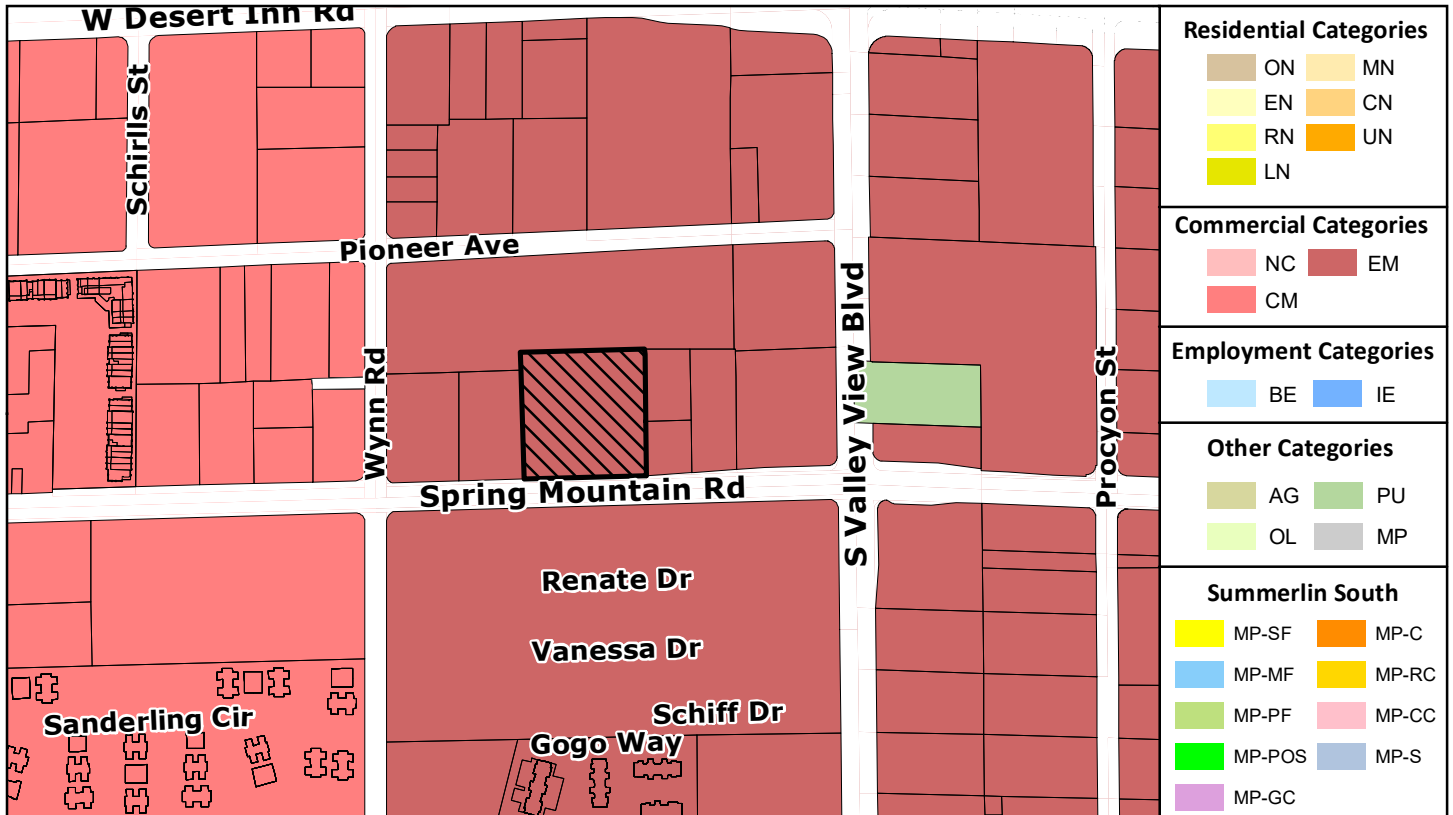 W Desert Inn Rd
Schirlls St
Pioneer Ave
Wynn Rd
S Valley View Blvd
Procyon St
Spring Mountain Rd
Renate Dr
Vanessa Dr
Schiff Dr
Sanderling Cir
Gogo Way
Residential Categories
ON MN
EN CN
RN UN
LN
Commercial Categories
NC EM
CM
Employment Categories
BE IE
Other Categories
AG PU
OL MP
Summerlin South
MP-SF MP-C
MP-MF MP-RC
MP-PF MP-CC
MP-POS MP-S
MP-GC